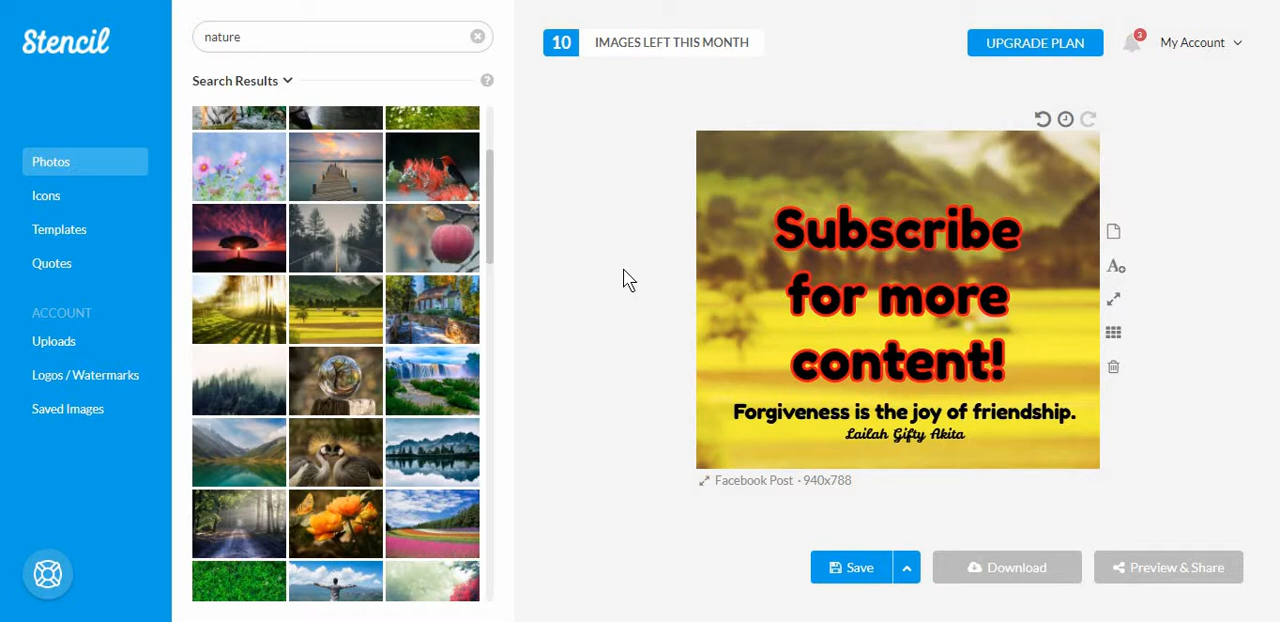 Stencil
nature
Search Results
?
10 IMAGES LEFT THIS MONTH
UPGRADE PLAN
3
My Account
Photos
Icons
Templates
Quotes
ACCOUNT
Uploads
Logos / Watermarks
Saved Images
Subscribe
for more
content!
Forgiveness is the joy of friendship.
Lailah Gifty Akita
A
Facebook Post · 940x788
Save
Download
Preview & Share